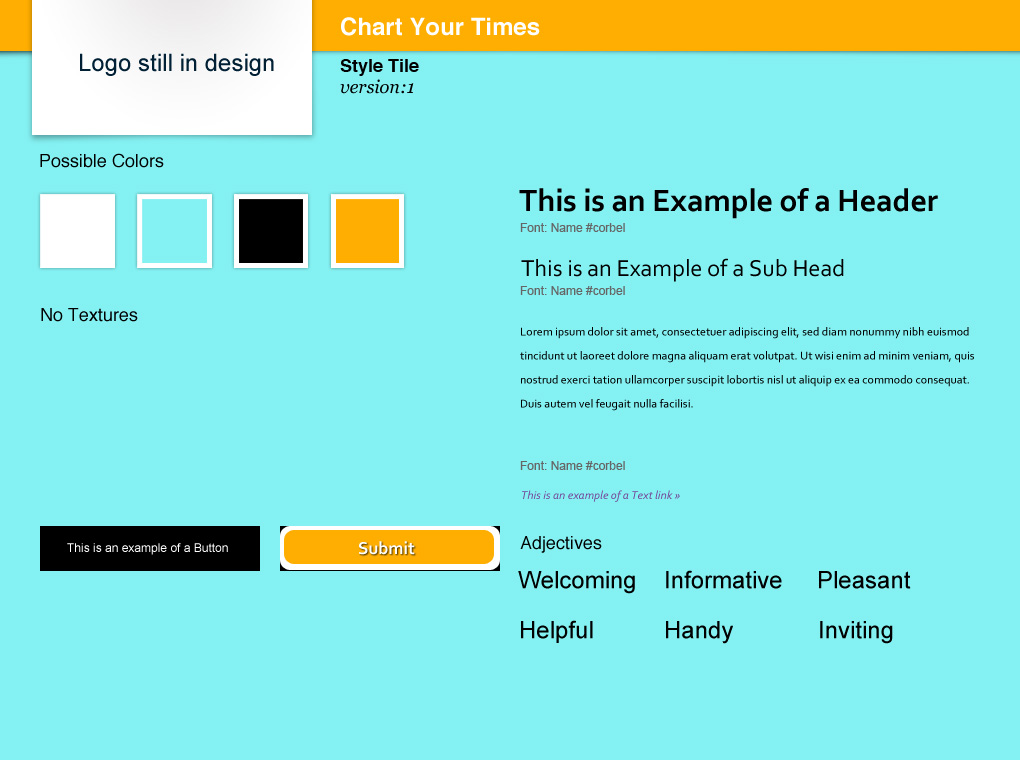 Chart Your Times
Logo still in design
Style Tile
version:1
Possible Colors
This is an Example of a Header
Font: Name #corbel
This is an Example of a Sub Head
Font: Name #corbel
No Textures
Lorem ipsum dolor sit amet, consectetuer adipiscing elit, sed diam nonummy nibh euismod
tincidunt ut laoreet dolore magna aliquam erat volutpat. Ut wisi enim ad minim veniam, quis
nostrud exerci tation ullamcorper suscipit lobortis nisl ut aliquip ex ea commodo consequat.
Duis autem vel feugait nulla facilisi.
Font: Name #corbel
This is an example of a Text link »
This is an example of a Button
Submit
Adjectives
Welcoming Informative Pleasant
Helpful Handy Inviting